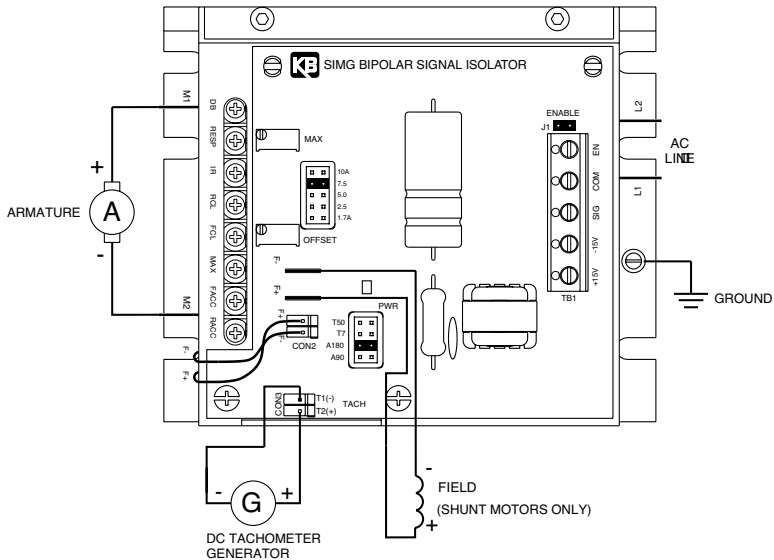 KB SIMG BIPOLAR SIGNAL ISOLATOR
M1
DB
RESP
IR
RCL
FCL
MAX
FACC
RACC
M2
MAX
10A
7.5
5.0
2.5
1.7A
OFFSET
ENABLE
J1
EN
COM
SIG
-15V
+15V
TB1
L2
AC
LINE
L1
+
ARMATURE
A
-
GROUND
F-
F+
PWR
F+
F-
CON2
T50
T7
A180
A90
F-
F+
CON3
T1(-)
T2(+)
TACH
- G +
DC TACHOMETER
GENERATOR
-
FIELD
(SHUNT MOTORS ONLY)
+